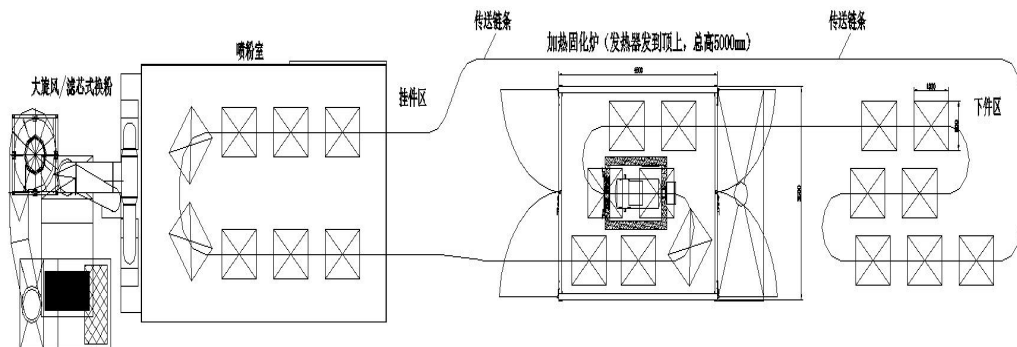 传送链条
传送链条
加热固化炉（发热器发到顶上，总高5000mm）
喷粉室
大旋风/滤芯式换粉
挂件区
下件区